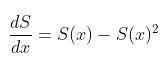 dS/dx = S(x) − S(x)²